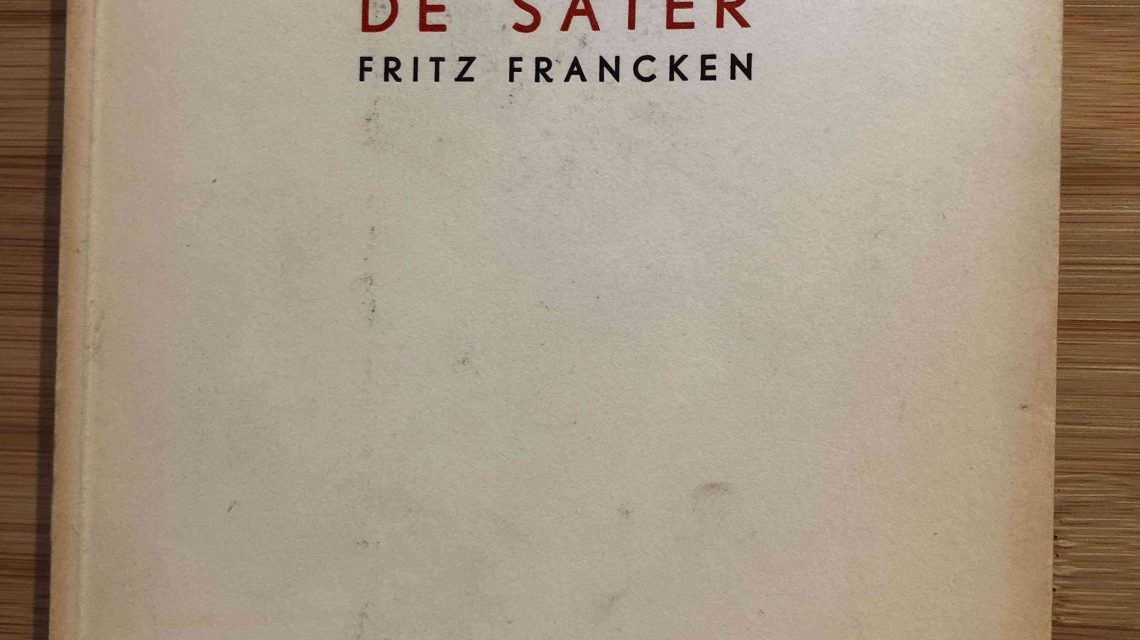 DE SATER
FRITZ FRANCKEN